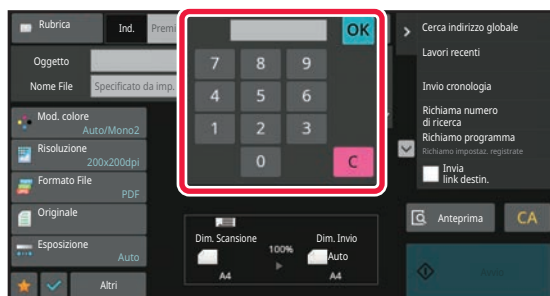 Rubrica
Ind.
Premi
OK
Cerca indirizzo globale
Lavori recenti
Oggetto
7 8 9
Nome File
Specificato da imp.
4 5 6
Invio cronologia
Mod. colore
Auto/Mono2
1 2 3
Richiama numero
di ricerca
Richiamo programma
Richiamo impostaz. registrate
Risoluzione
200x200dpi
0 C
Invia
link destin.
Formato File
PDF
Originale
Anteprima
CA
Dim. Scansione
100%
Dim. Invio
Auto
A4
A4
Esposizione
Auto
Altri